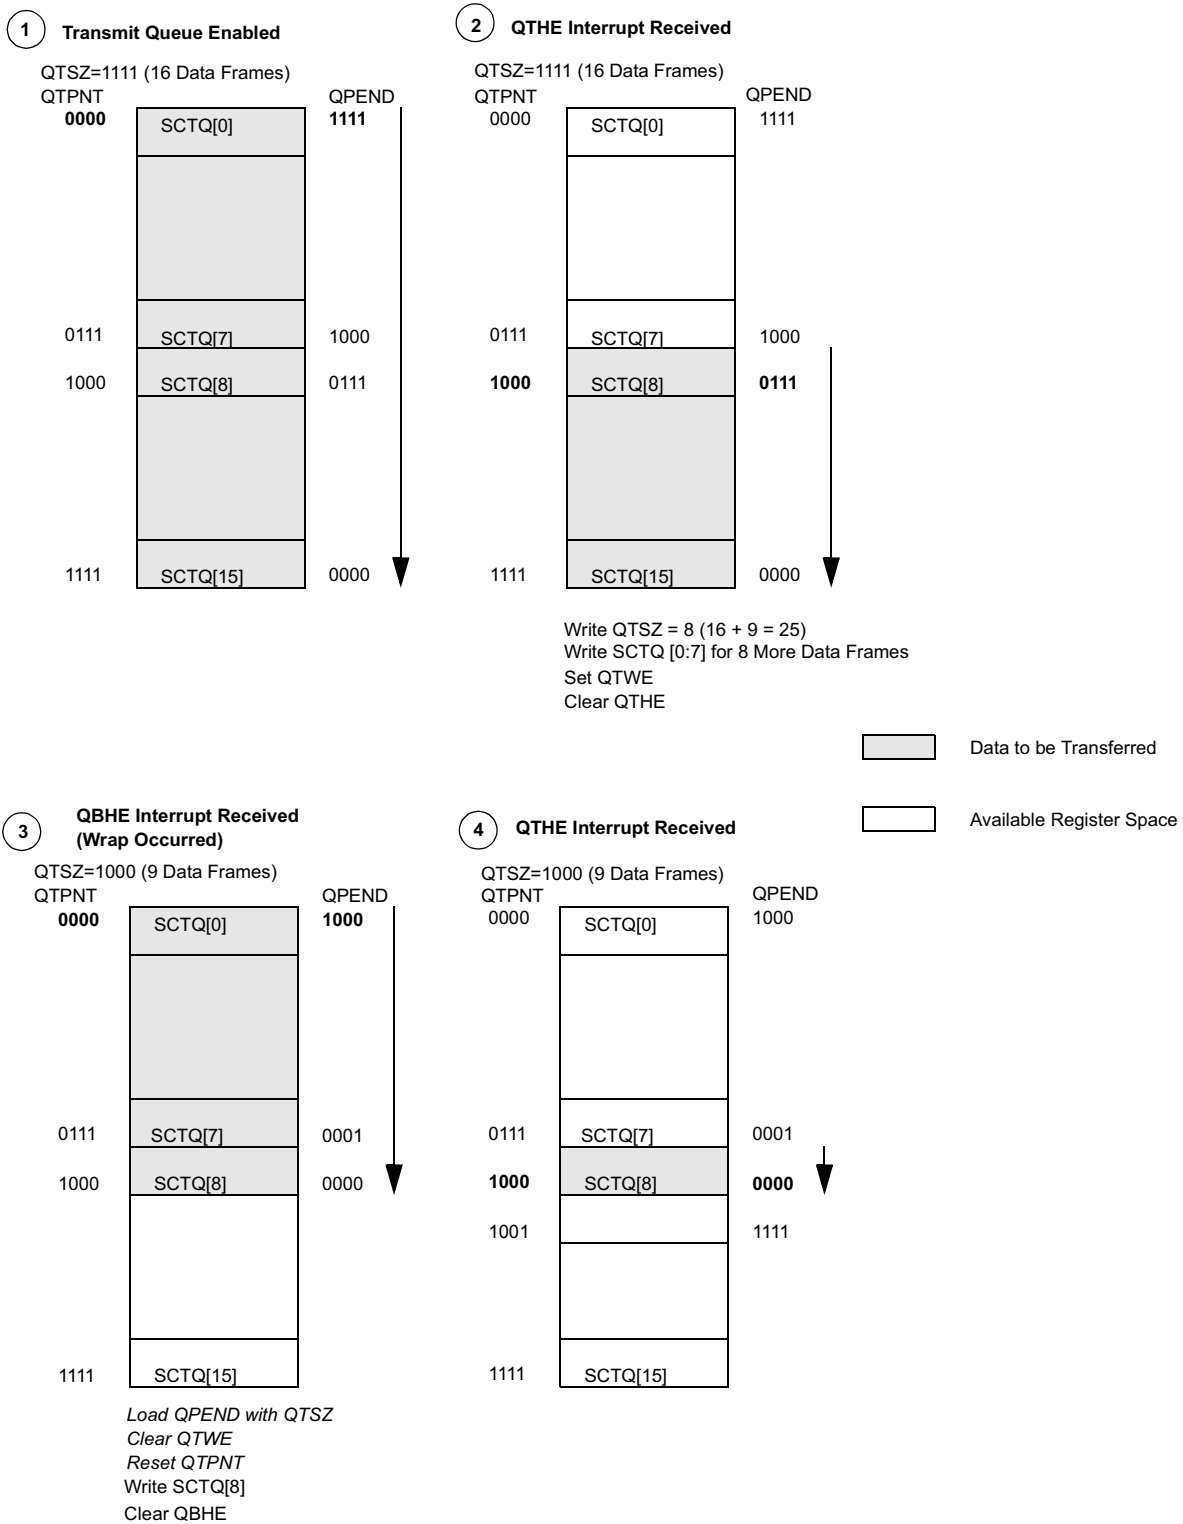 1
Transmit Queue Enabled
QTSZ=1111 (16 Data Frames)
QTPNT QPEND
0000 SCTQ[0] 1111
0111 SCTQ[7] 1000
1000 SCTQ[8] 0111
1111 SCTQ[15] 0000
2
QTHE Interrupt Received
QTSZ=1111 (16 Data Frames)
QTPNT QPEND
0000 SCTQ[0] 1111
0111 SCTQ[7] 1000
1000 SCTQ[8] 0111
1111 SCTQ[15] 0000
Write QTSZ = 8 (16 + 9 = 25)
Write SCTQ [0:7] for 8 More Data Frames
Set QTWE
Clear QTHE
Data to be Transferred
Available Register Space
3
QBHE Interrupt Received
(Wrap Occurred)
QTSZ=1000 (9 Data Frames)
QTPNT QPEND
0000 SCTQ[0] 1000
0111 SCTQ[7] 0001
1000 SCTQ[8] 0000
1111 SCTQ[15]
Load QPEND with QTSZ
Clear QTWE
Reset QTPNT
Write SCTQ[8]
Clear QBHE
4
QTHE Interrupt Received
QTSZ=1000 (9 Data Frames)
QTPNT QPEND
0000 SCTQ[0] 1000
0111 SCTQ[7] 0001
1000 SCTQ[8] 0000
1001 1111
1111 SCTQ[15]